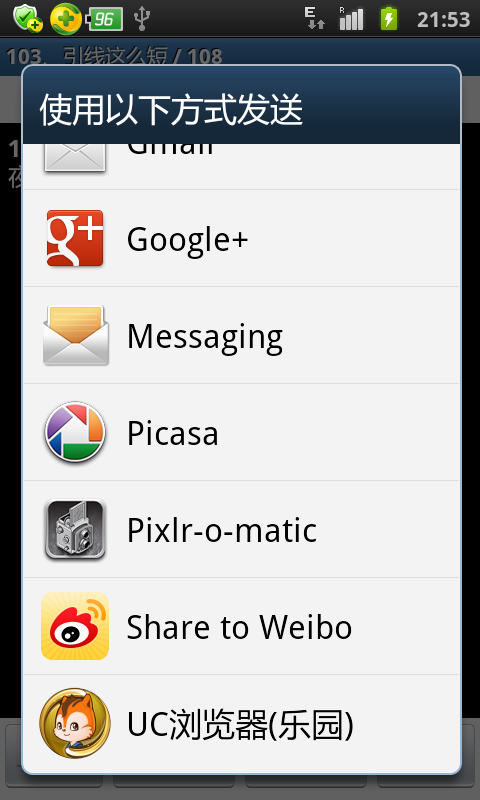 96 E R 21:53
103、引线这么短 / 108
使用以下方式发送
Gmail
Google+
Messaging
Picasa
Pixlr-o-matic
Share to Weibo
UC浏览器(乐园)